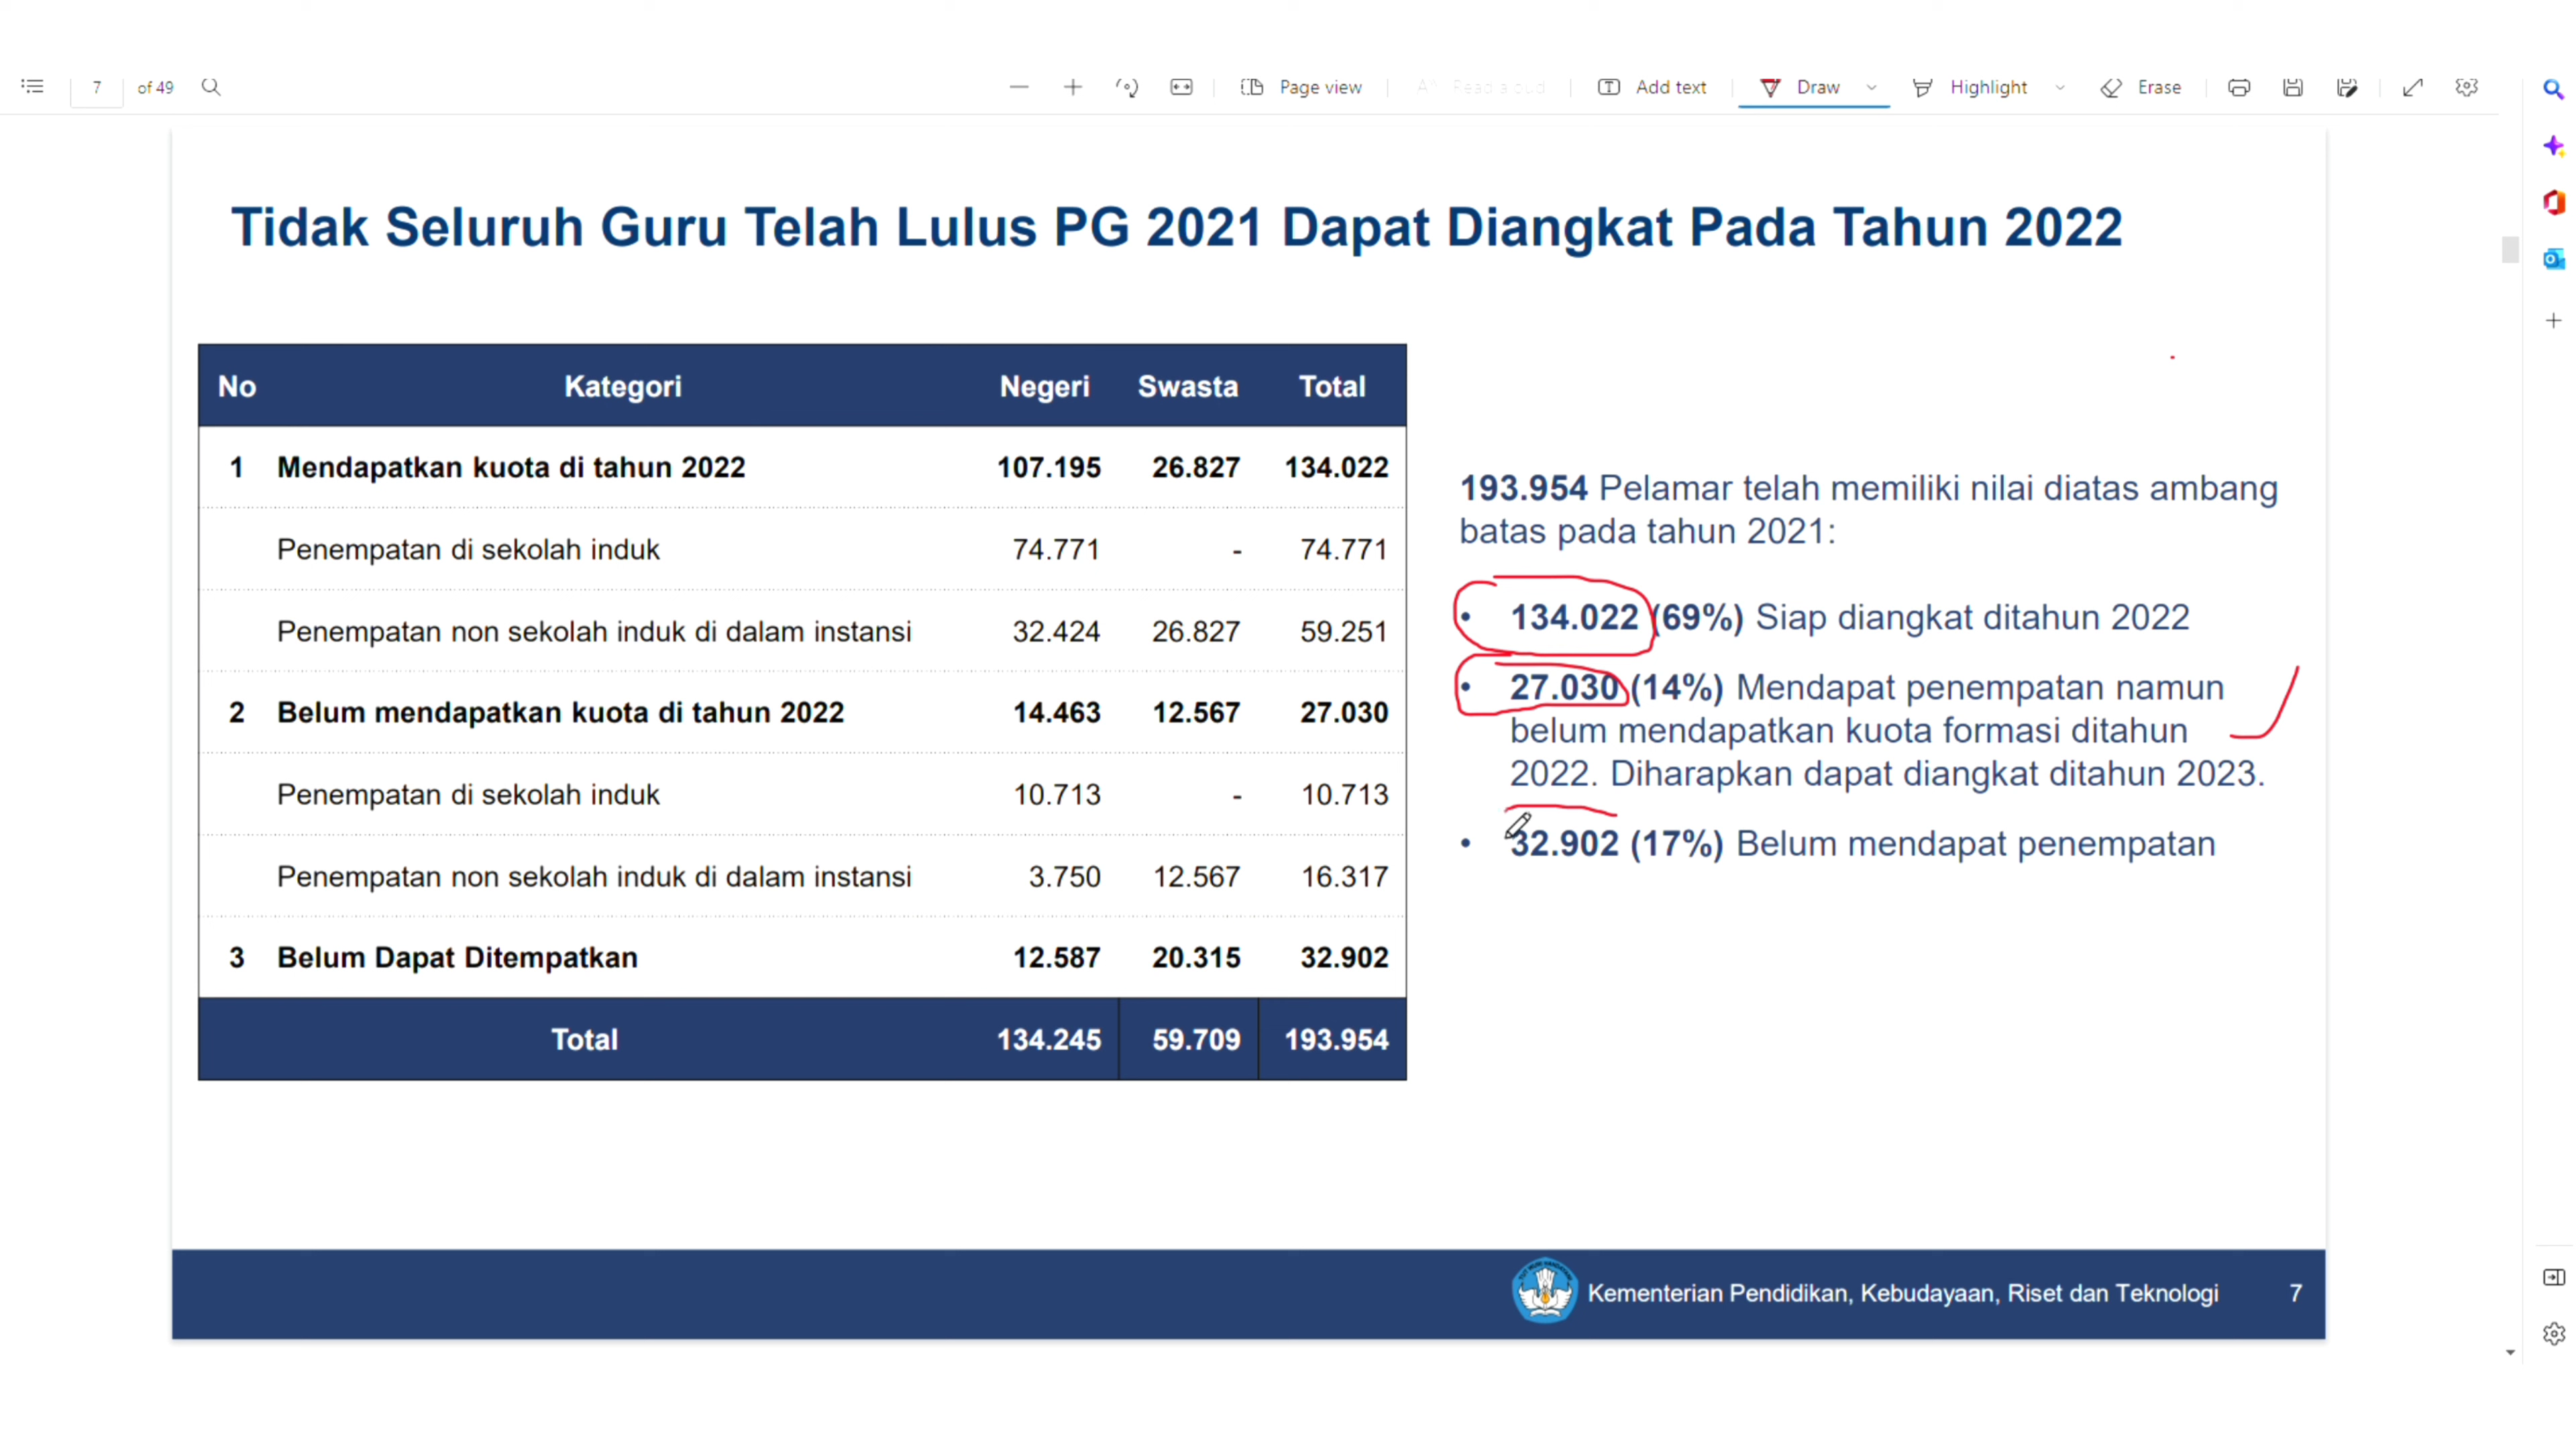 7 of 49 Page view Add text Draw Highlight Erase
Tidak Seluruh Guru Telah Lulus PG 2021 Dapat Diangkat Pada Tahun 2022
No Kategori Negeri Swasta Total
1 Mendapatkan kuota di tahun 2022 107.195 26.827 134.022
Penempatan di sekolah induk 74.771 - 74.771
Penempatan non sekolah induk di dalam instansi 32.424 26.827 59.251
2 Belum mendapatkan kuota di tahun 2022 14.463 12.567 27.030
Penempatan di sekolah induk 10.713 - 10.713
Penempatan non sekolah induk di dalam instansi 3.750 12.567 16.317
3 Belum Dapat Ditempatkan 12.587 20.315 32.902
Total 134.245 59.709 193.954
193.954 Pelamar telah memiliki nilai diatas ambang
batas pada tahun 2021:
• 134.022 (69%) Siap diangkat ditahun 2022
• 27.030 (14%) Mendapat penempatan namun
belum mendapatkan kuota formasi ditahun
2022. Diharapkan dapat diangkat ditahun 2023.
• 32.902 (17%) Belum mendapat penempatan
Kementerian Pendidikan, Kebudayaan, Riset dan Teknologi 7